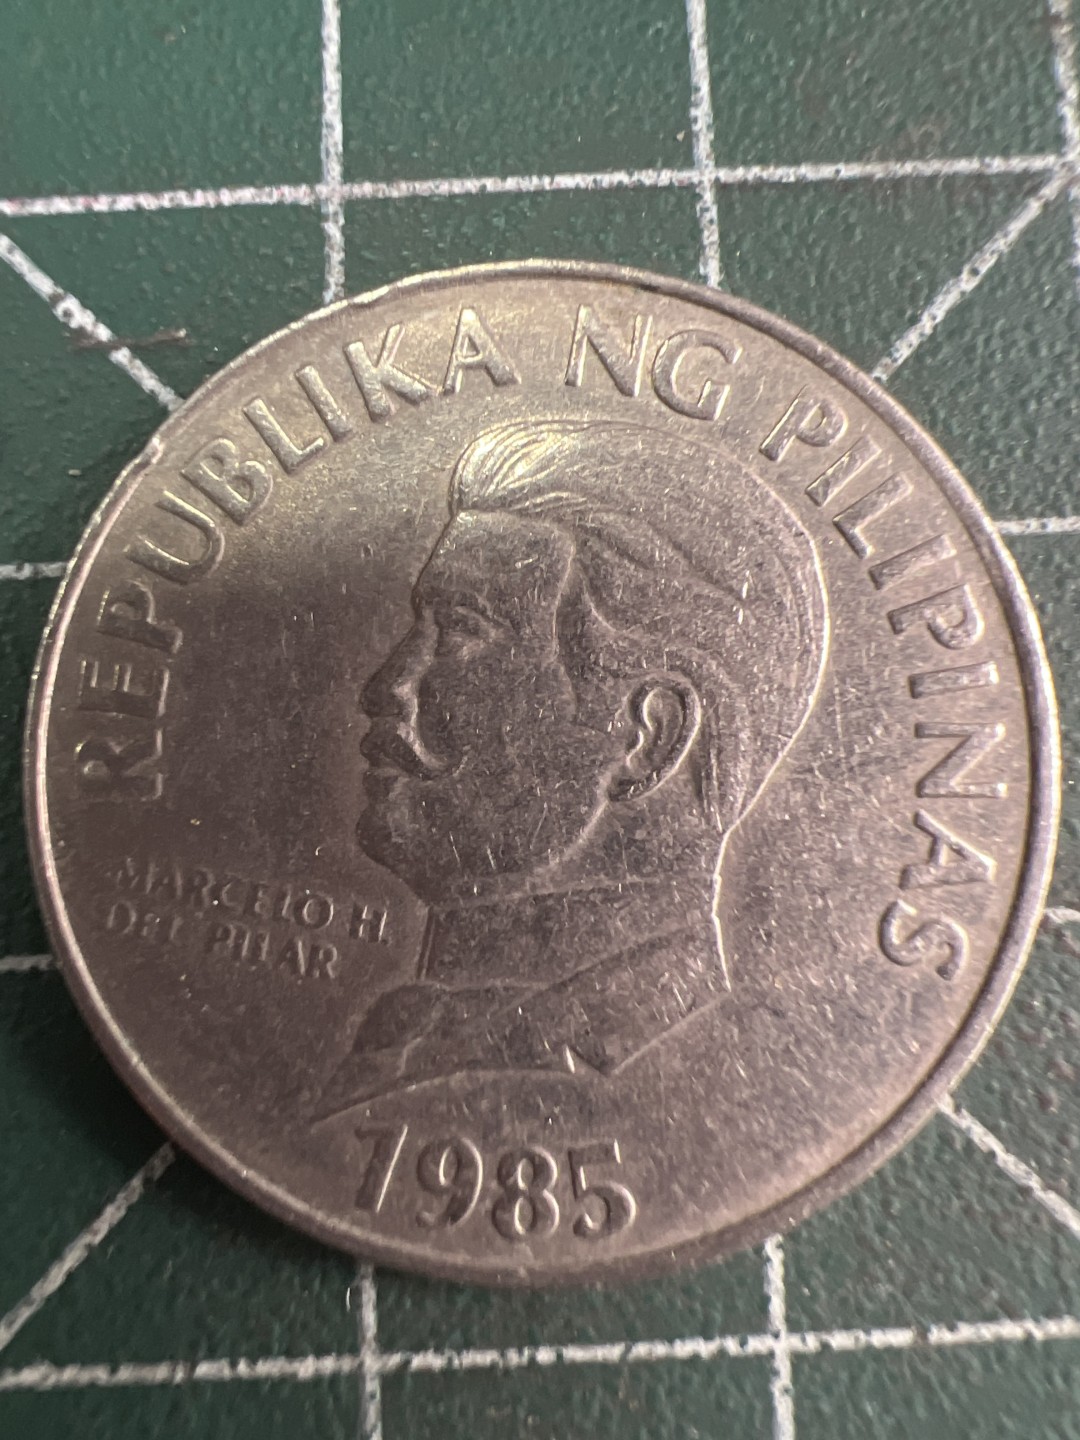 REPUBLIKA NG PILIPINAS
MARCELO H.
DEL PILAR
1985